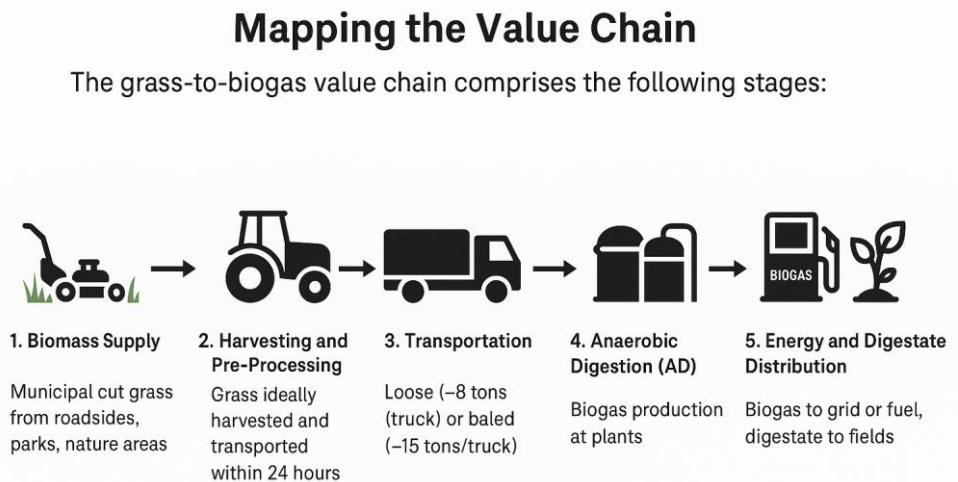 Mapping the Value Chain
The grass-to-biogas value chain comprises the following stages:
BIOGAS
1. Biomass Supply
Municipal cut grass
from roadsides,
parks, nature areas
2. Harvesting and
Pre-Processing
Grass ideally
harvested and
transported
within 24 hours
3. Transportation
Loose (–8 tons
(truck) or baled
(–15 tons/truck)
4. Anaerobic
Digestion (AD)
Biogas production
at plants
5. Energy and Digestate
Distribution
Biogas to grid or fuel,
digestate to fields